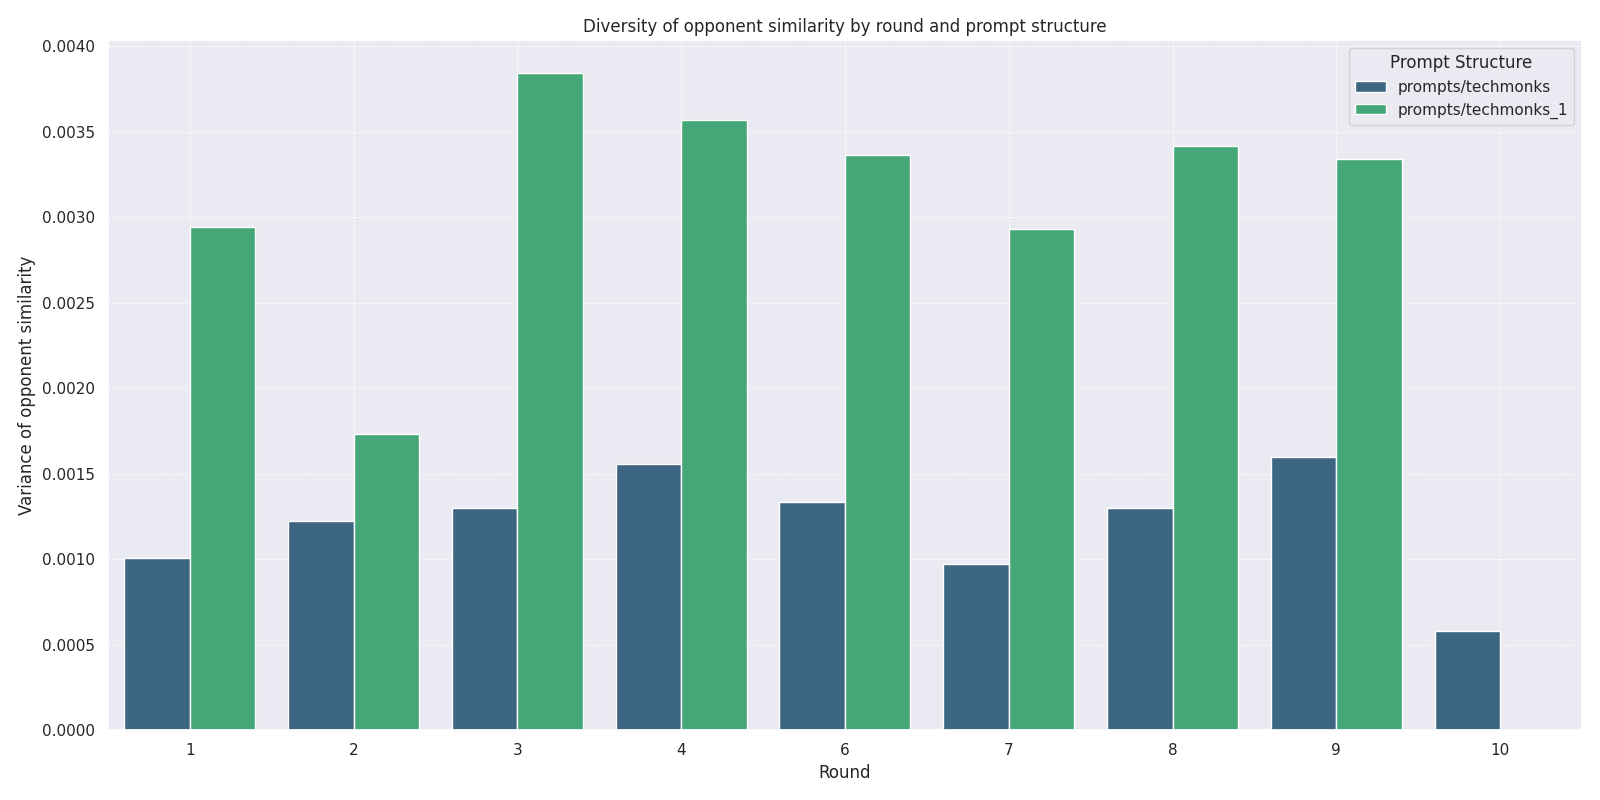 Diversity of opponent similarity by round and prompt structure
Variance of opponent similarity
0.0040
0.0035
0.0030
0.0025
0.0020
0.0015
0.0010
0.0005
0.0000
Prompt Structure
prompts/techmonks
prompts/techmonks_1
1 2 3 4 6 7 8 9 10
Round